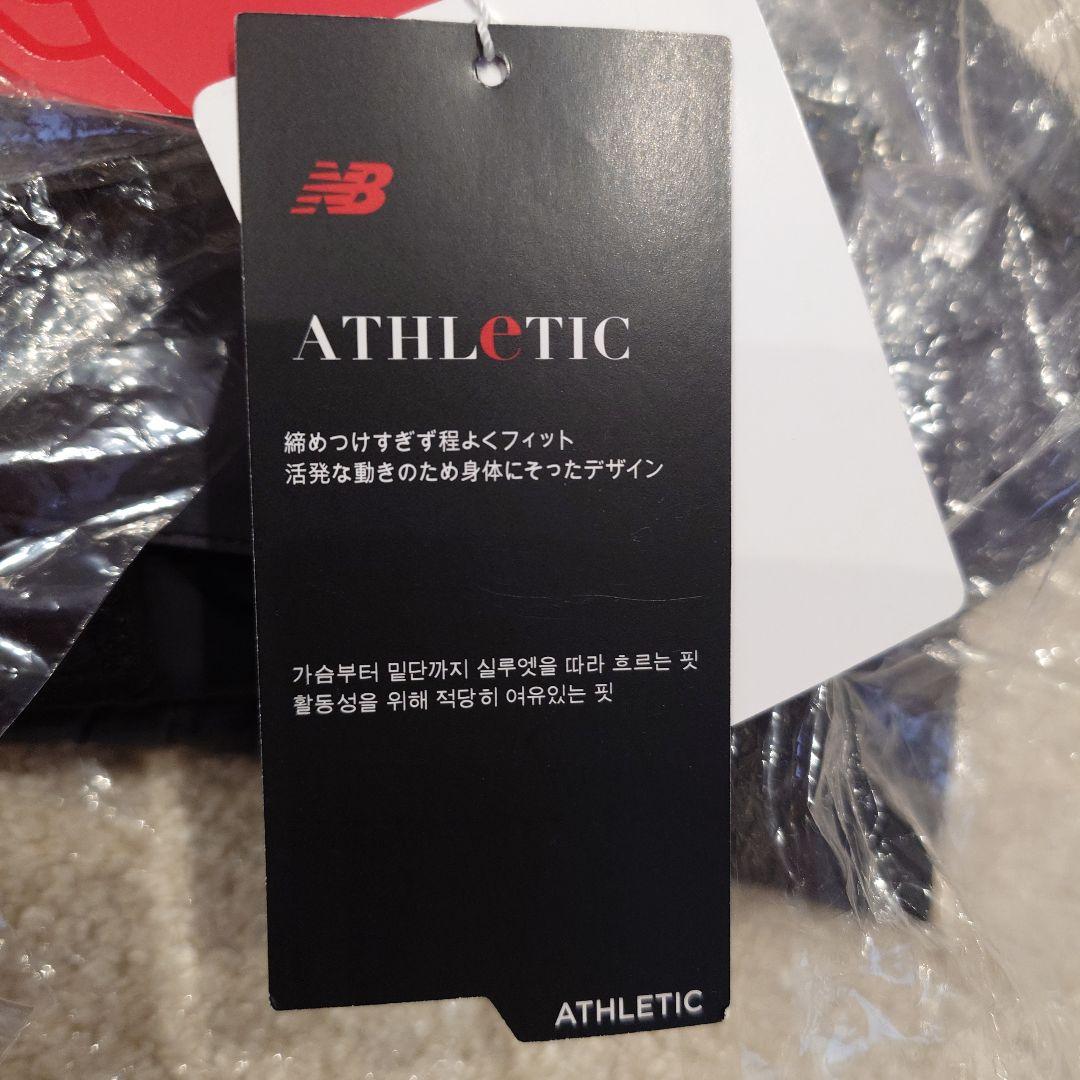 NB
ATHLeTIC
締めつけすぎず程よくフィット
活発な動きのため身体にそったデザイン
가슴부터 밑단까지 실루엣을 따라 흐르는 핏
활동성을 위해 적당히 여유있는 핏
ATHLETIC